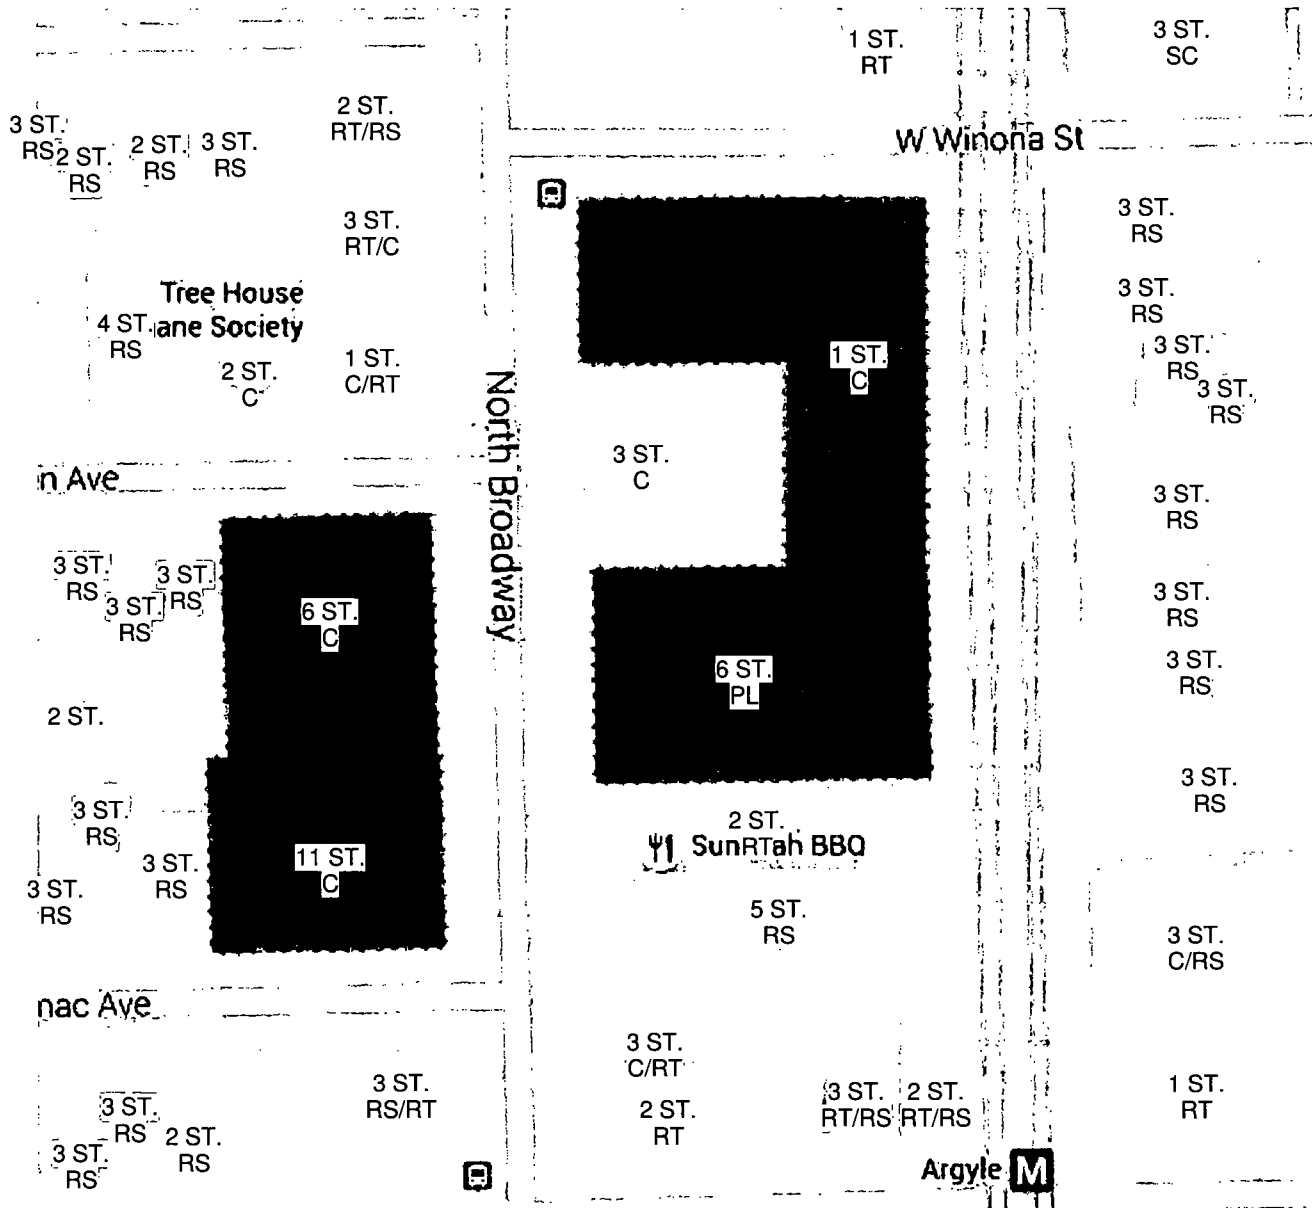 1 ST.
RT
3 ST.
SC
3 ST.
RS
2 ST.
RS
2 ST.
RS
3 ST.
RS
2 ST.
RT/RS
W Winona St
3 ST.
RT/C
3 ST.
RS
Tree House
ane Society
4 ST.
RS
2 ST.
C
1 ST.
C/RT
1 ST.
C
3 ST.
RS
3 ST.
RS
3 ST.
RS
North Broadway
3 ST.
C
n Ave
3 ST.
RS
3 ST.
RS
3 ST.
RS
3 ST.
RS
6 ST.
C
3 ST.
RS
2 ST.
6 ST.
PL
3 ST.
RS
3 ST.
RS
3 ST.
RS
3 ST.
RS
3 ST.
RS
11 ST.
C
2 ST.
RT
Sun ah BBQ
5 ST.
RS
3 ST.
C/RS
nac Ave
3 ST.
C/RT
3 ST.
RS/RT
2 ST.
RT
3 ST.
RT/RS
2 ST.
RT/RS
1 ST.
RT
3 ST.
RS
3 ST.
RS
2 ST.
RS
Argyle M